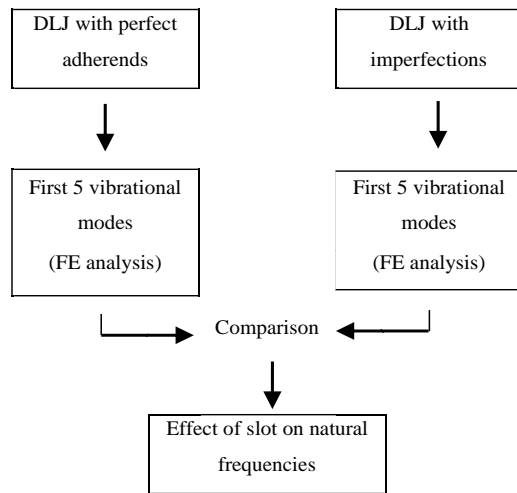 DLJ with perfect
adherends
DLJ with
imperfections
First 5 vibrational
modes
(FE analysis)
First 5 vibrational
modes
(FE analysis)
Comparison
Effect of slot on natural
frequencies